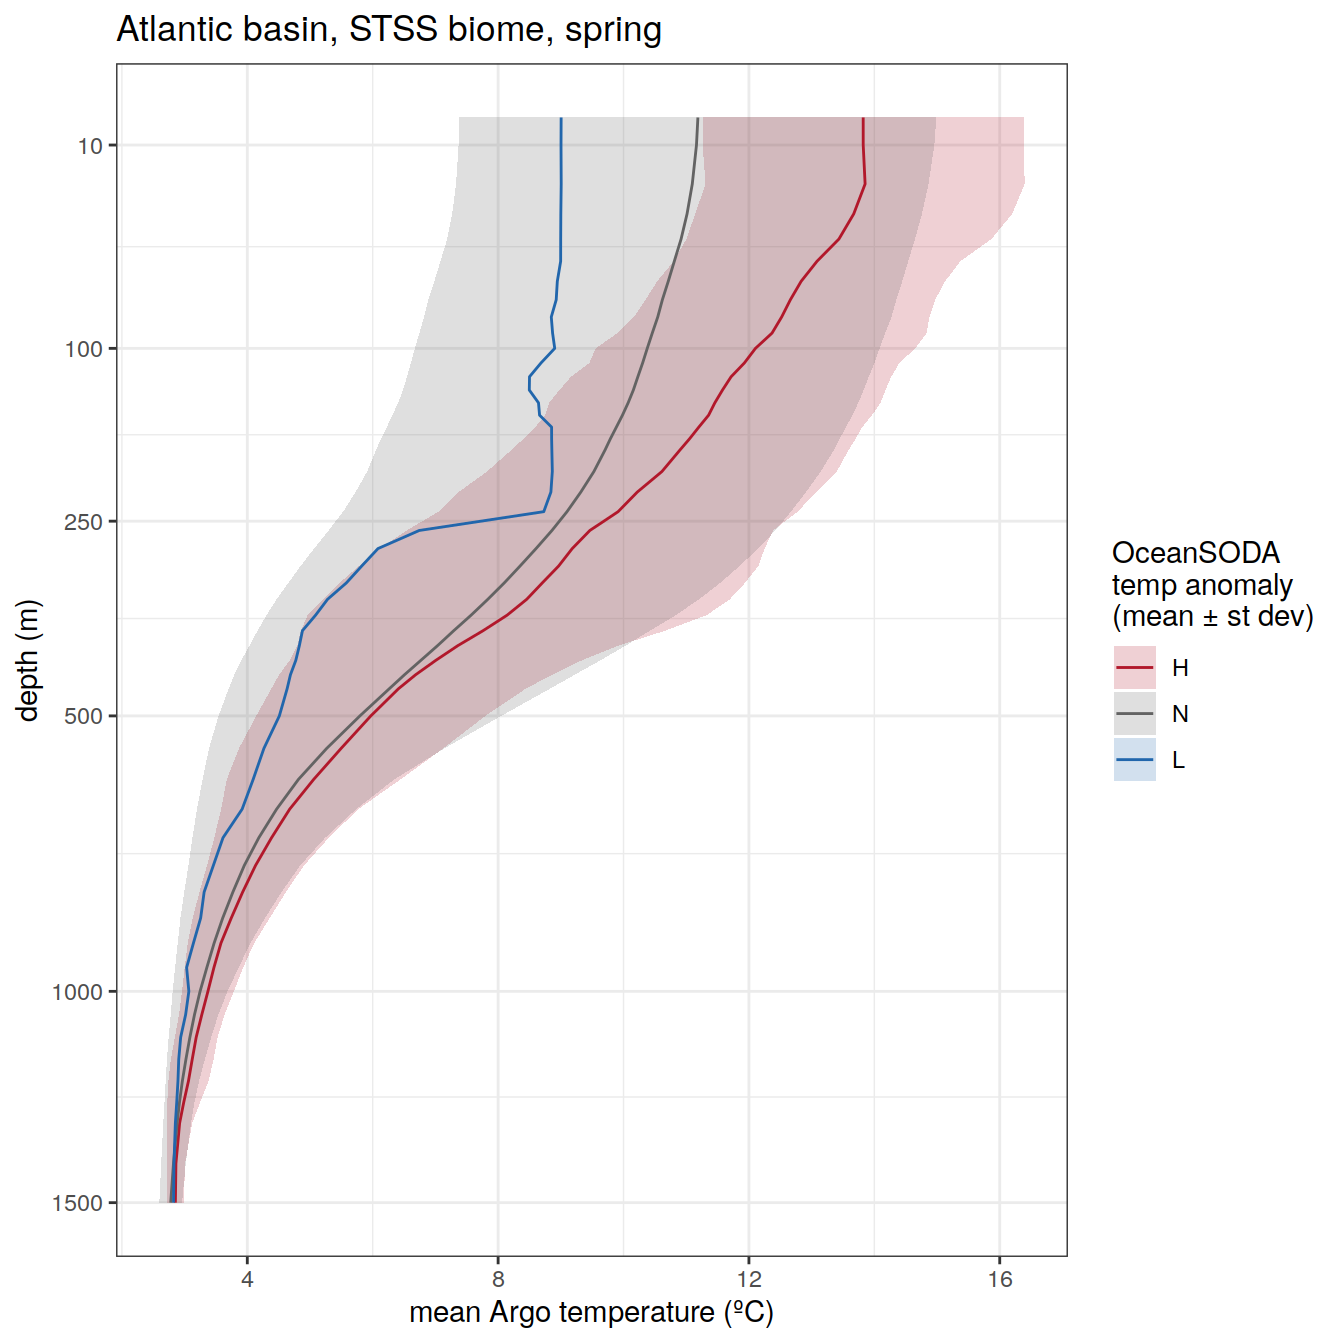 Atlantic basin, STSS biome, spring
10
100
250
500
1000
1500
depth (m)
4
8
12
16
mean Argo temperature (ºC)
OceanSODA
temp anomaly
(mean ± st dev)
H
N
L